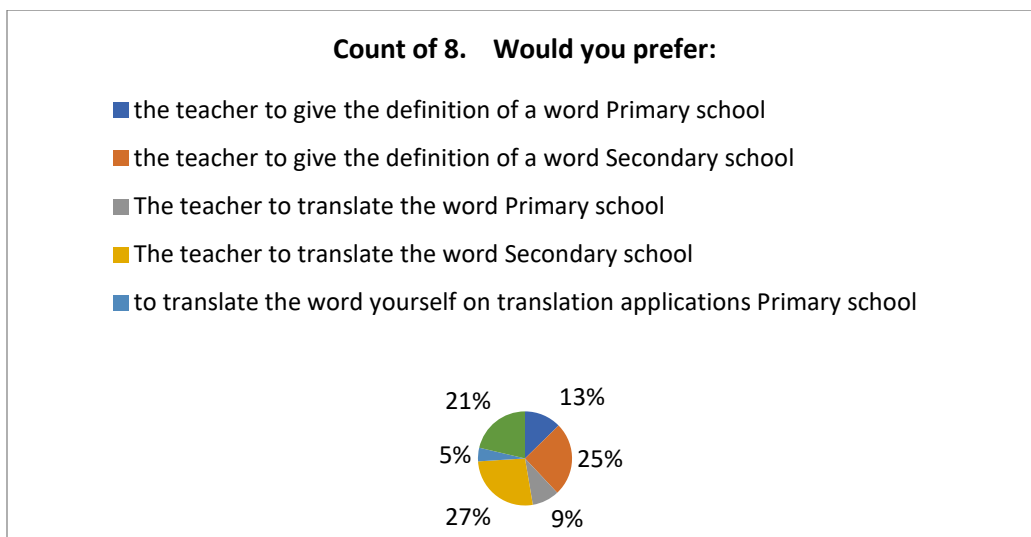 Count of 8. Would you prefer:
the teacher to give the definition of a word Primary school
the teacher to give the definition of a word Secondary school
The teacher to translate the word Primary school
The teacher to translate the word Secondary school
to translate the word yourself on translation applications Primary school
21%
13%
5%
25%
27%
9%